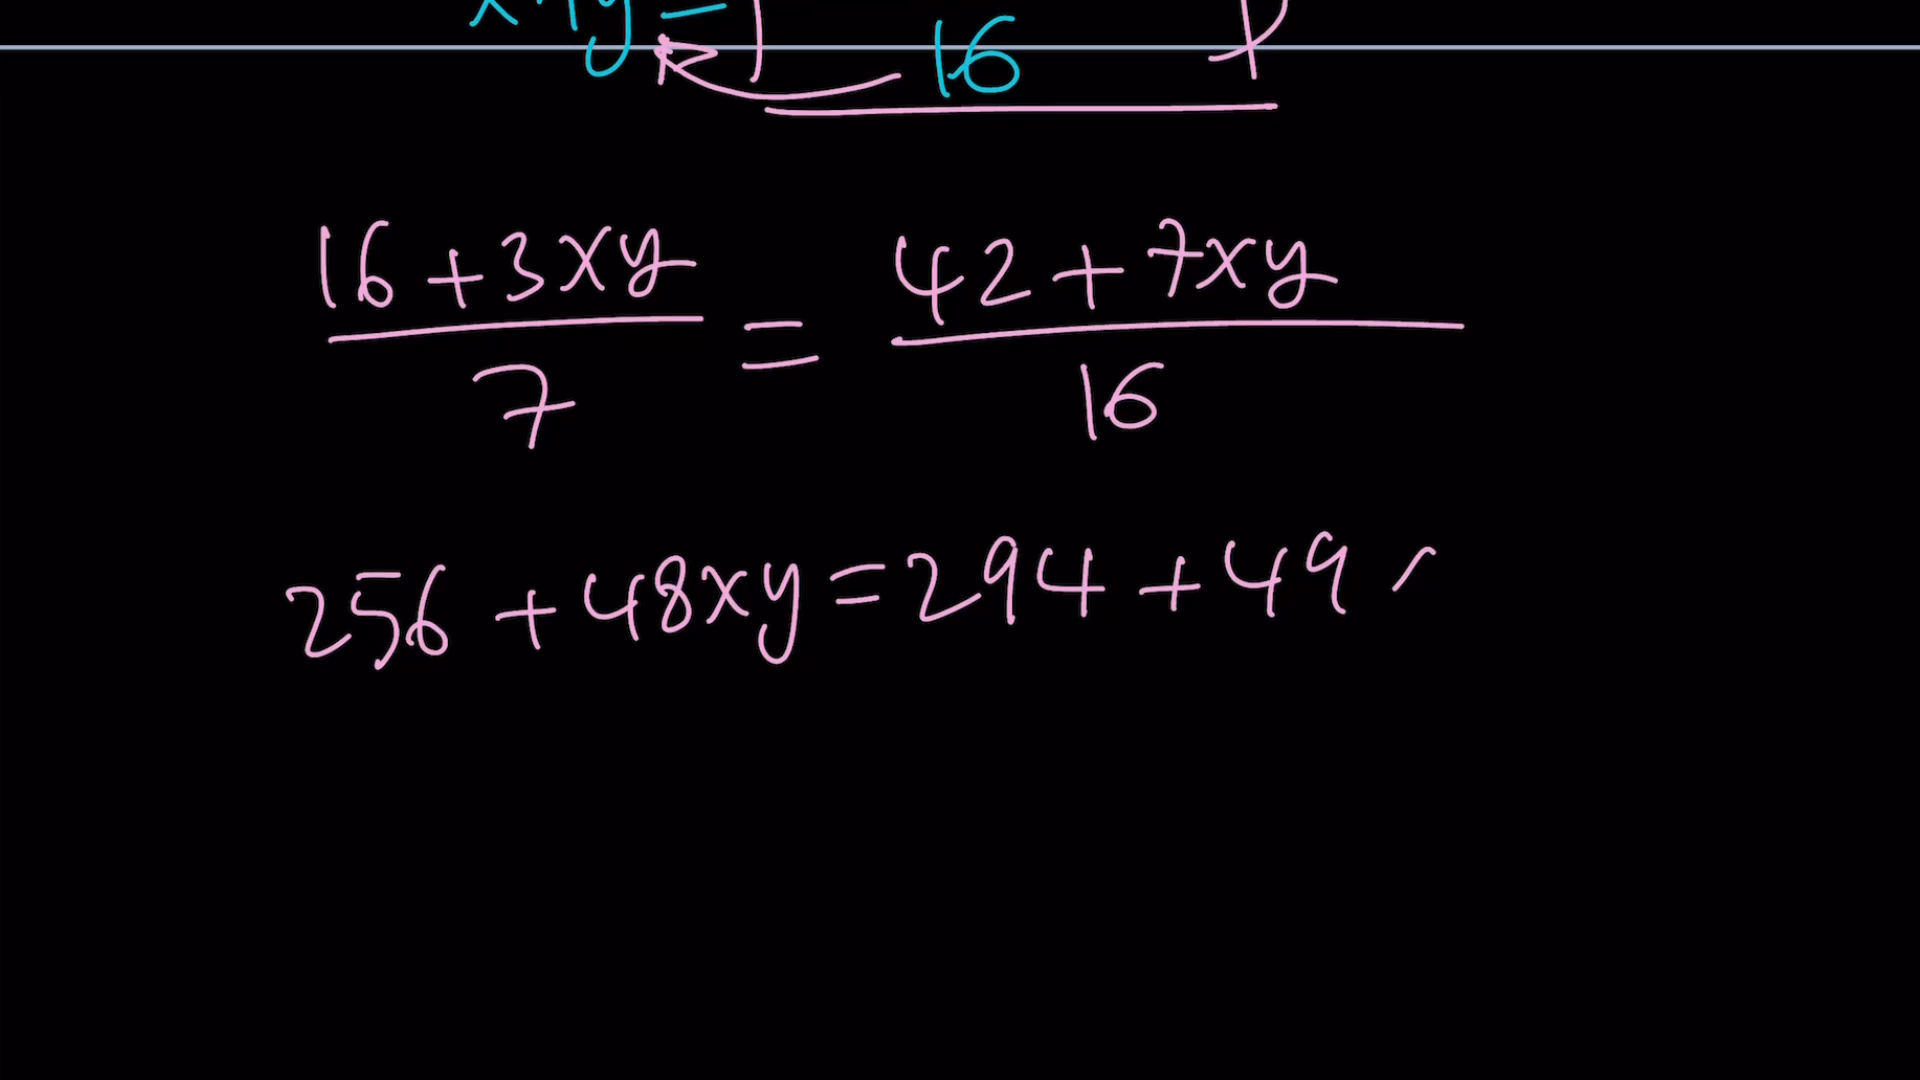 x+y=
16
16+3xy / 7 = 42+7xy / 16
256+48xy=294+49